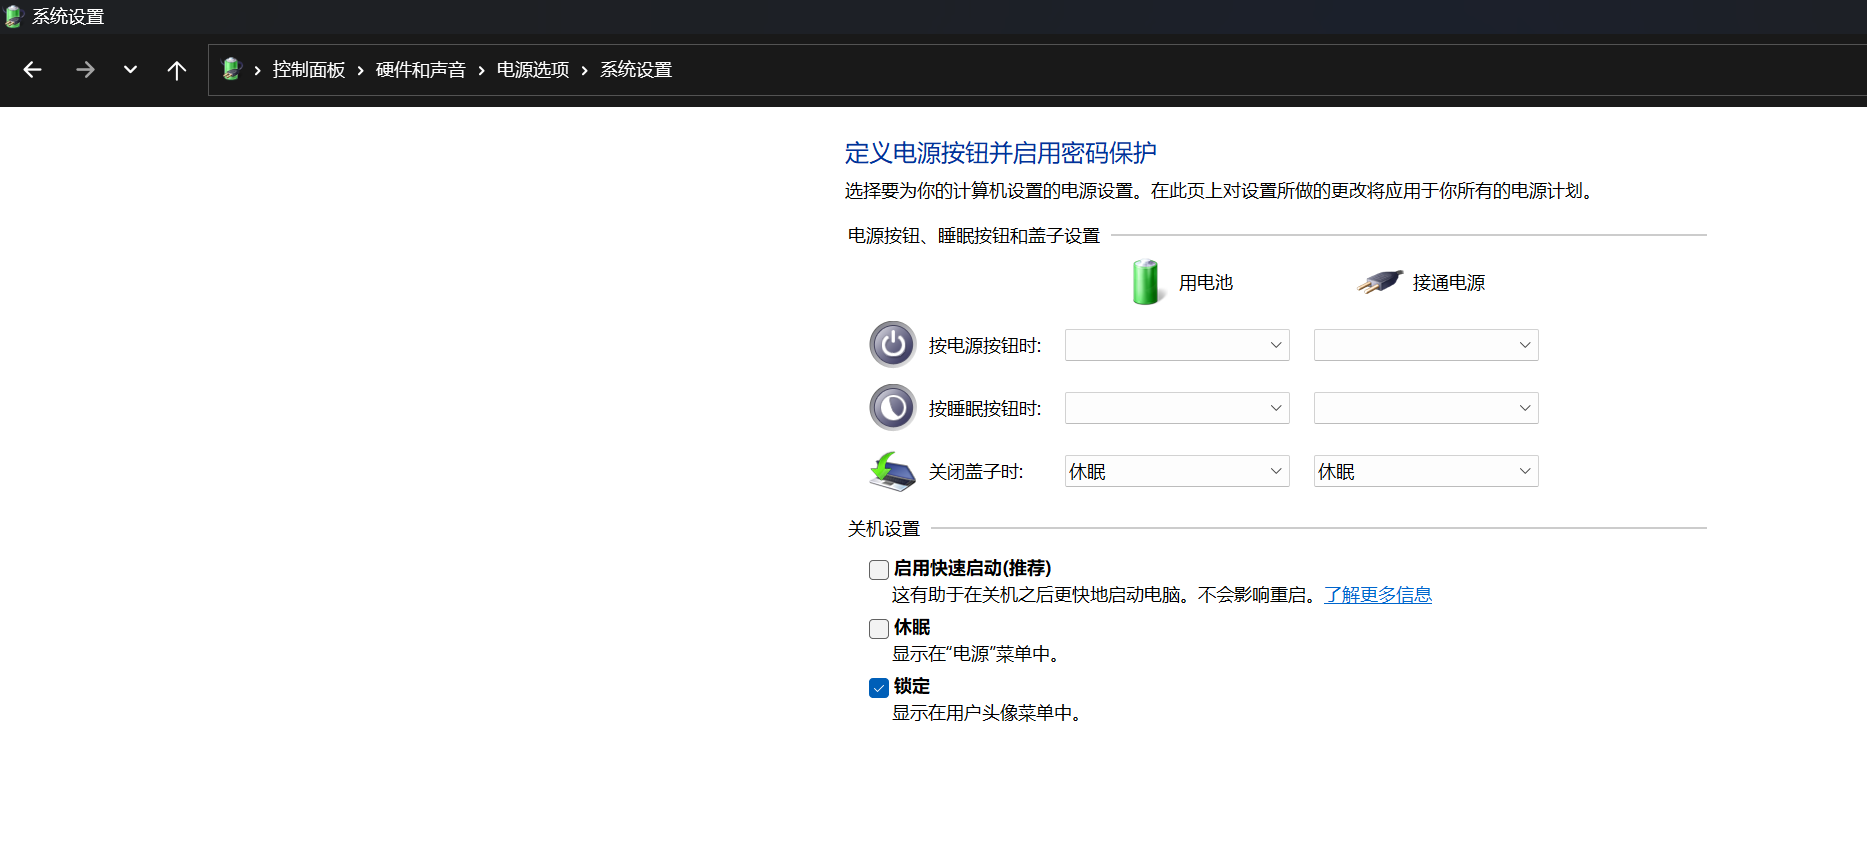 系统设置
控制面板 › 硬件和声音 › 电源选项 › 系统设置
定义电源按钮并启用密码保护
选择要为你的计算机设置的电源设置。在此页上对设置所做的更改将应用于你所有的电源计划。
电源按钮、睡眠按钮和盖子设置
用电池 接通电源
按电源按钮时:
按睡眠按钮时:
关闭盖子时: 休眠 休眠
关机设置
启用快速启动(推荐)
这有助于在关机之后更快地启动电脑。不会影响重启。了解更多信息
休眠
显示在“电源”菜单中。
锁定
显示在用户头像菜单中。